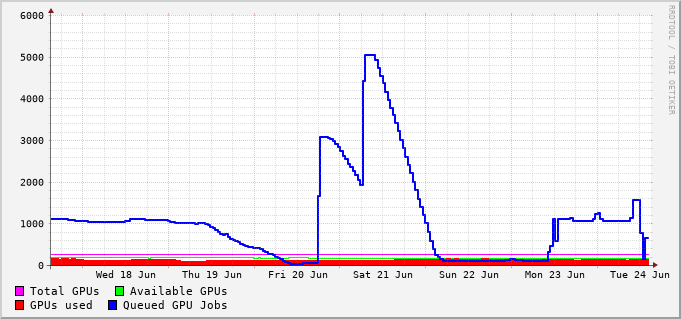 6000
5000
4000
3000
2000
1000
0
Wed 18 Jun Thu 19 Jun Fri 20 Jun Sat 21 Jun Sun 22 Jun Mon 23 Jun Tue 24 Jun
Total GPUs Available GPUs
GPUs used Queued GPU Jobs
RRDTOOL / TOBI OETIKER